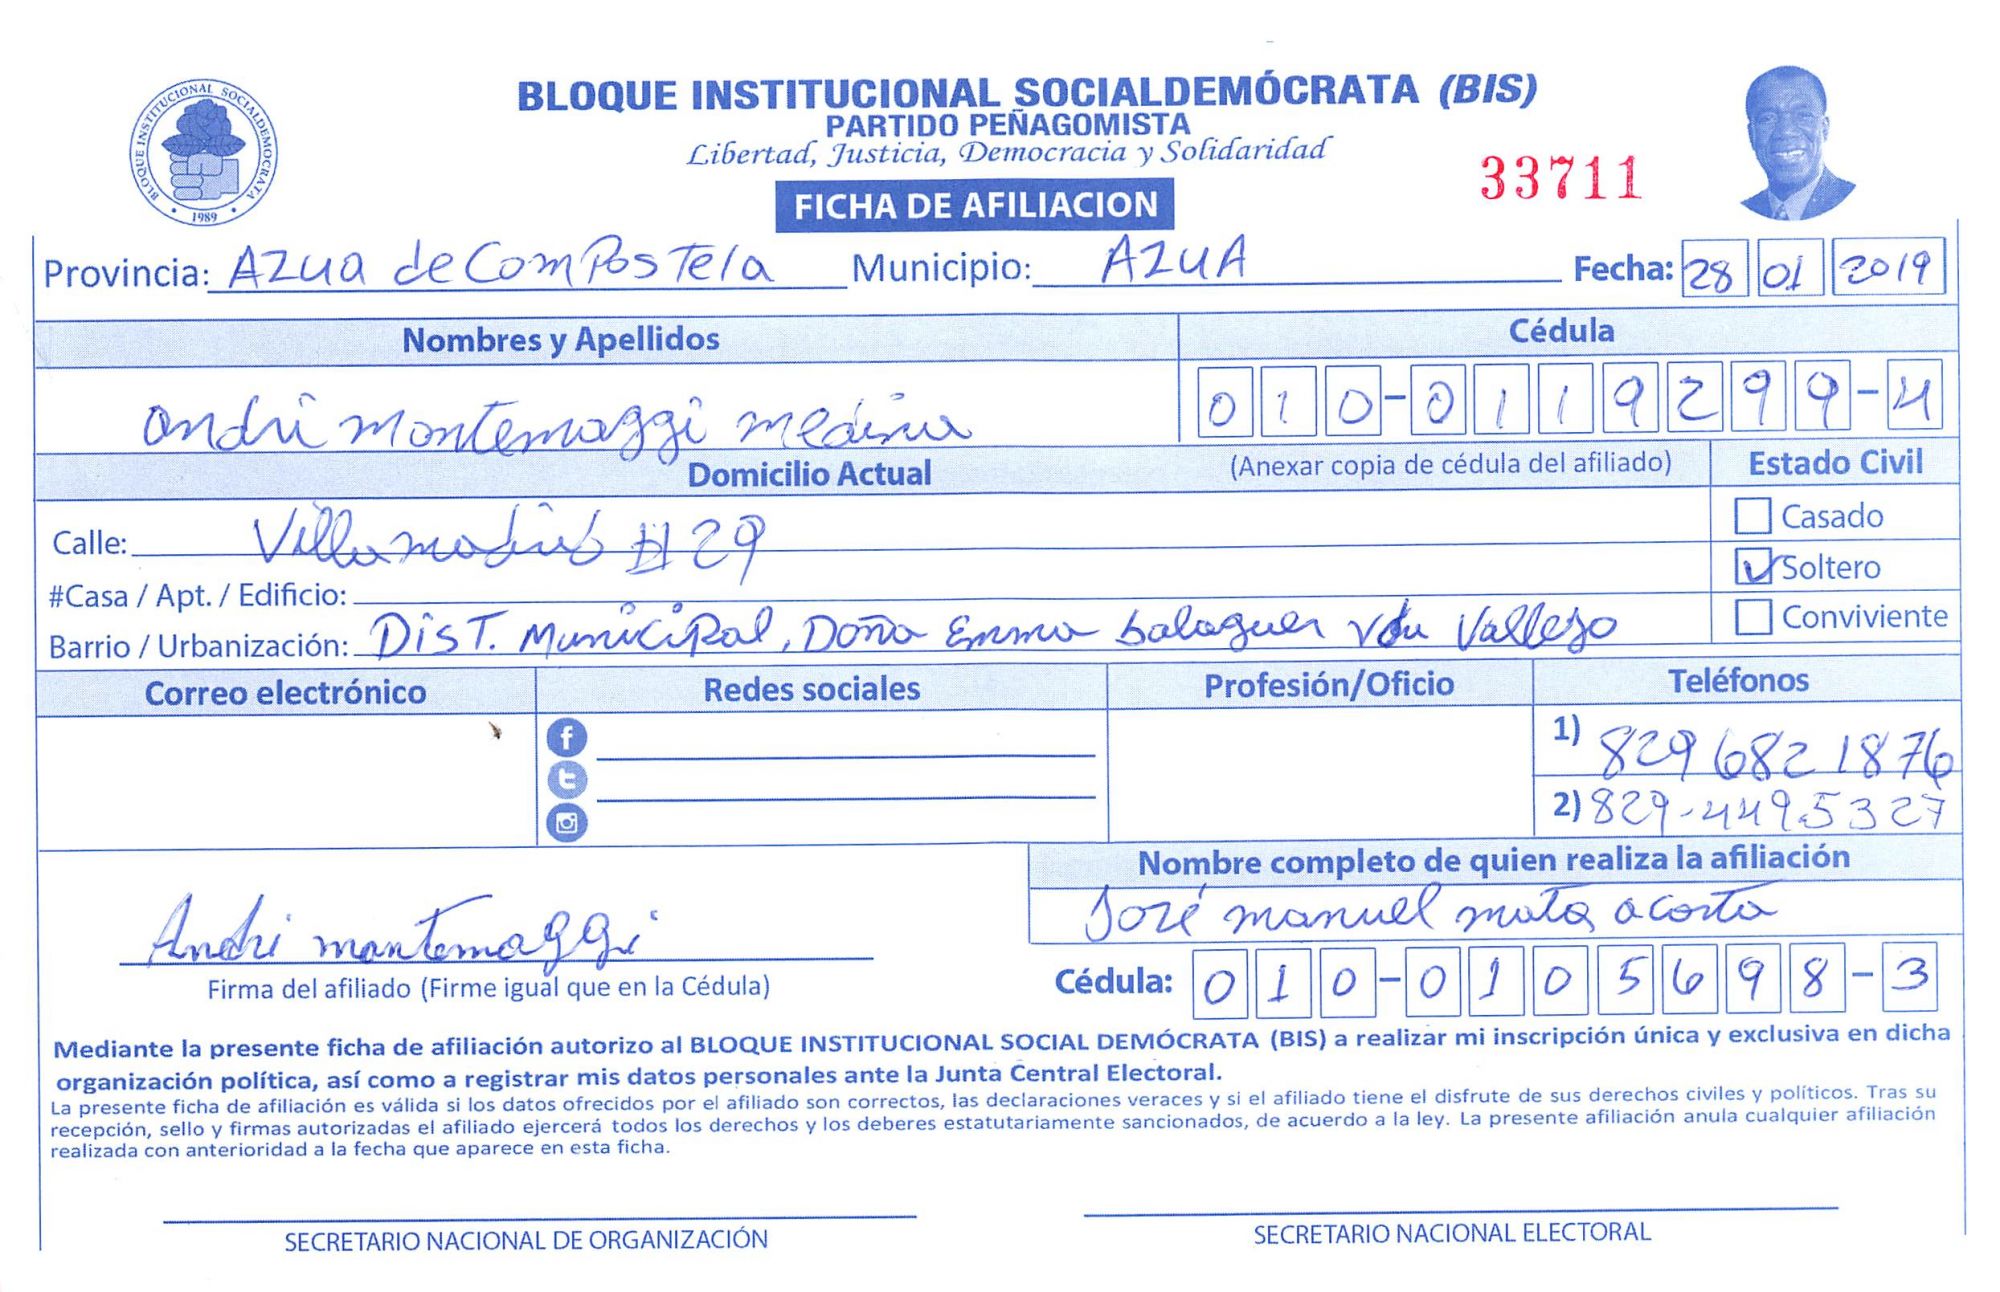 BLOQUE INSTITUCIONAL SOCIALDEMÓCRATA (BIS)
PARTIDO PEÑAGOMISTA
Libertad, Justicia, Democracia y Solidaridad
33711
FICHA DE AFILIACION
BLOQUE INSTITUCIONAL SOCIALDEMOCRATA
1989
Provincia: AZUA de ComPosTela Municipio: AZUA Fecha: 28 01 2019
Nombres y Apellidos Cédula
Andri montemaggi medina 010-0119299-4
Domicilio Actual (Anexar copia de cédula del afiliado) Estado Civil
Calle: Villa madrid #29 Casado
#Casa / Apt. / Edificio: Soltero
Barrio / Urbanización: DisT. Municipal, Doña Emma balaguer Vdu Vallejo Conviviente
Correo electrónico Redes sociales Profesión/Oficio Teléfonos
1) 829 682 1876
2) 829-449.5327
Nombre completo de quien realiza la afiliación
José manuel mota acosta
Andri montemaggi
Firma del afiliado (Firme igual que en la Cédula) Cédula: 010-0105698-3
Mediante la presente ficha de afiliación autorizo al BLOQUE INSTITUCIONAL SOCIAL DEMÓCRATA (BIS) a realizar mi inscripción única y exclusiva en dicha
organización política, así como a registrar mis datos personales ante la Junta Central Electoral.
La presente ficha de afiliación es válida si los datos ofrecidos por el afiliado son correctos, las declaraciones veraces y si el afiliado tiene el disfrute de sus derechos civiles y políticos. Tras su
recepción, sello y firmas autorizadas el afiliado ejercerá todos los derechos y los deberes estatutariamente sancionados, de acuerdo a la ley. La presente afiliación anula cualquier afiliación
realizada con anterioridad a la fecha que aparece en esta ficha.
SECRETARIO NACIONAL DE ORGANIZACIÓN SECRETARIO NACIONAL ELECTORAL